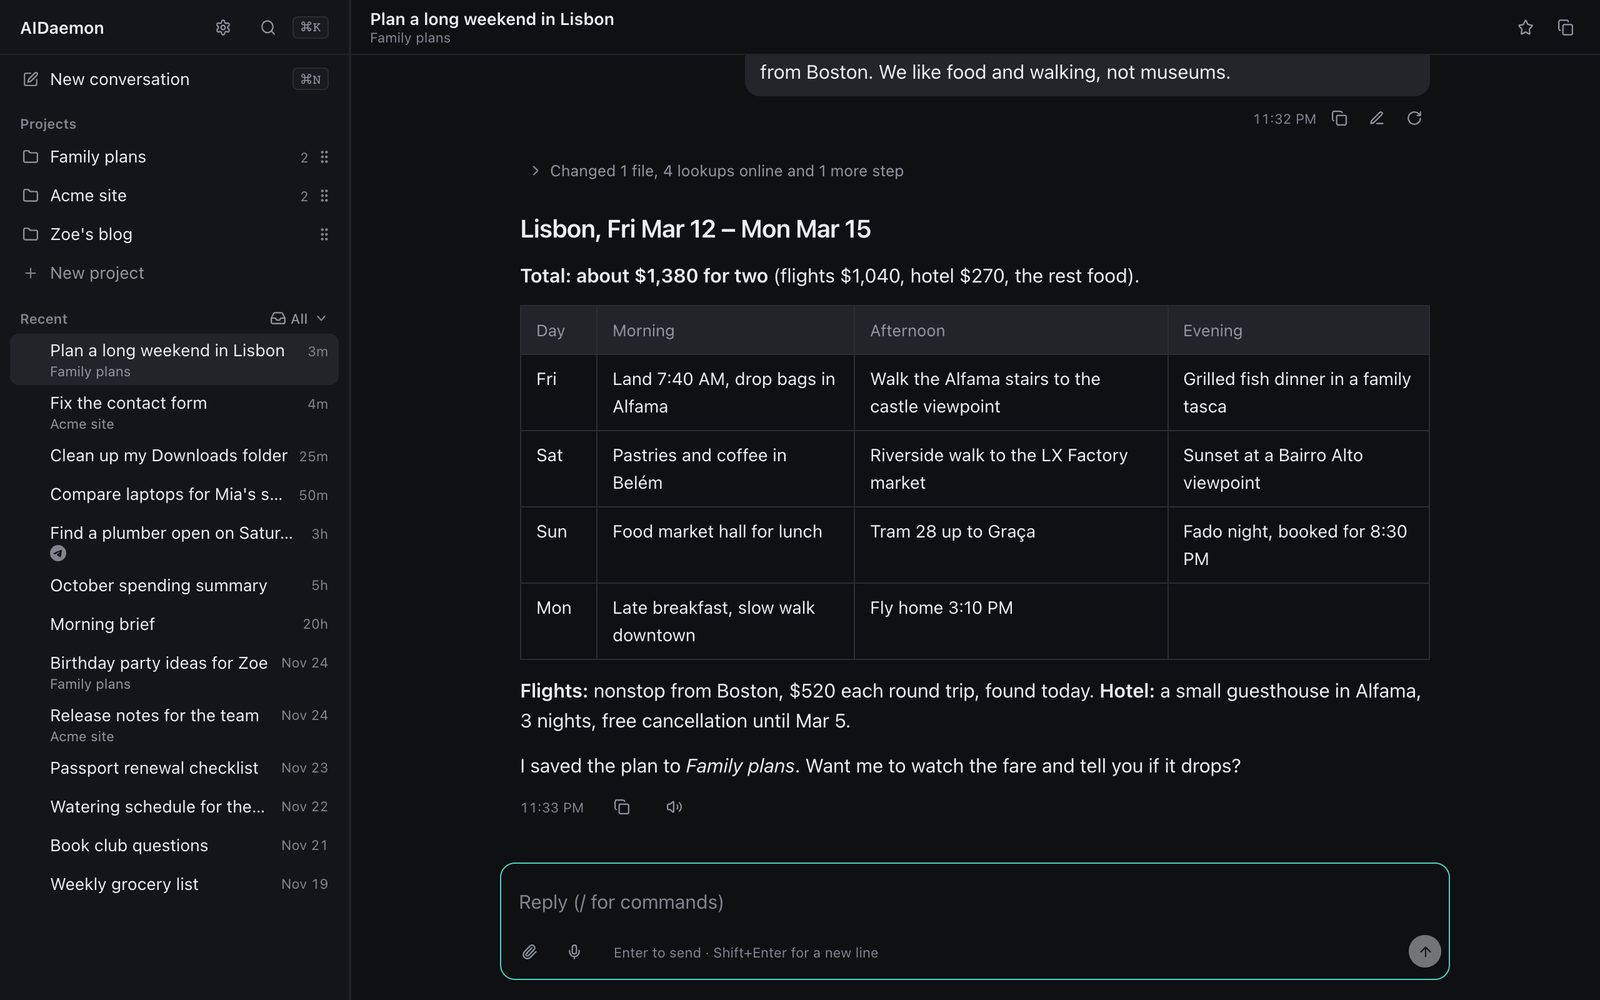 AIDaemon
⌘K
New conversation
⌘N
Projects
Family plans 2
Acme site 2
Zoe's blog
New project
Recent
All
Plan a long weekend in Lisbon 3m
Family plans
Fix the contact form 4m
Acme site
Clean up my Downloads folder 25m
Compare laptops for Mia's s... 50m
Find a plumber open on Satur... 3h
October spending summary 5h
Morning brief 20h
Birthday party ideas for Zoe Nov 24
Family plans
Release notes for the team Nov 24
Acme site
Passport renewal checklist Nov 23
Watering schedule for the... Nov 22
Book club questions Nov 21
Weekly grocery list Nov 19
Plan a long weekend in Lisbon
Family plans
from Boston. We like food and walking, not museums.
11:32 PM
Changed 1 file, 4 lookups online and 1 more step
Lisbon, Fri Mar 12 – Mon Mar 15
Total: about $1,380 for two (flights $1,040, hotel $270, the rest food).
Day Morning Afternoon Evening
Fri Land 7:40 AM, drop bags in Walk the Alfama stairs to the Grilled fish dinner in a family
Alfama castle viewpoint tasca
Sat Pastries and coffee in Riverside walk to the LX Factory Sunset at a Bairro Alto
Belém market viewpoint
Sun Food market hall for lunch Tram 28 up to Graça Fado night, booked for 8:30
PM
Mon Late breakfast, slow walk Fly home 3:10 PM
downtown
Flights: nonstop from Boston, $520 each round trip, found today. Hotel: a small guesthouse in Alfama,
3 nights, free cancellation until Mar 5.
I saved the plan to Family plans. Want me to watch the fare and tell you if it drops?
11:33 PM
Reply (/ for commands)
Enter to send · Shift+Enter for a new line